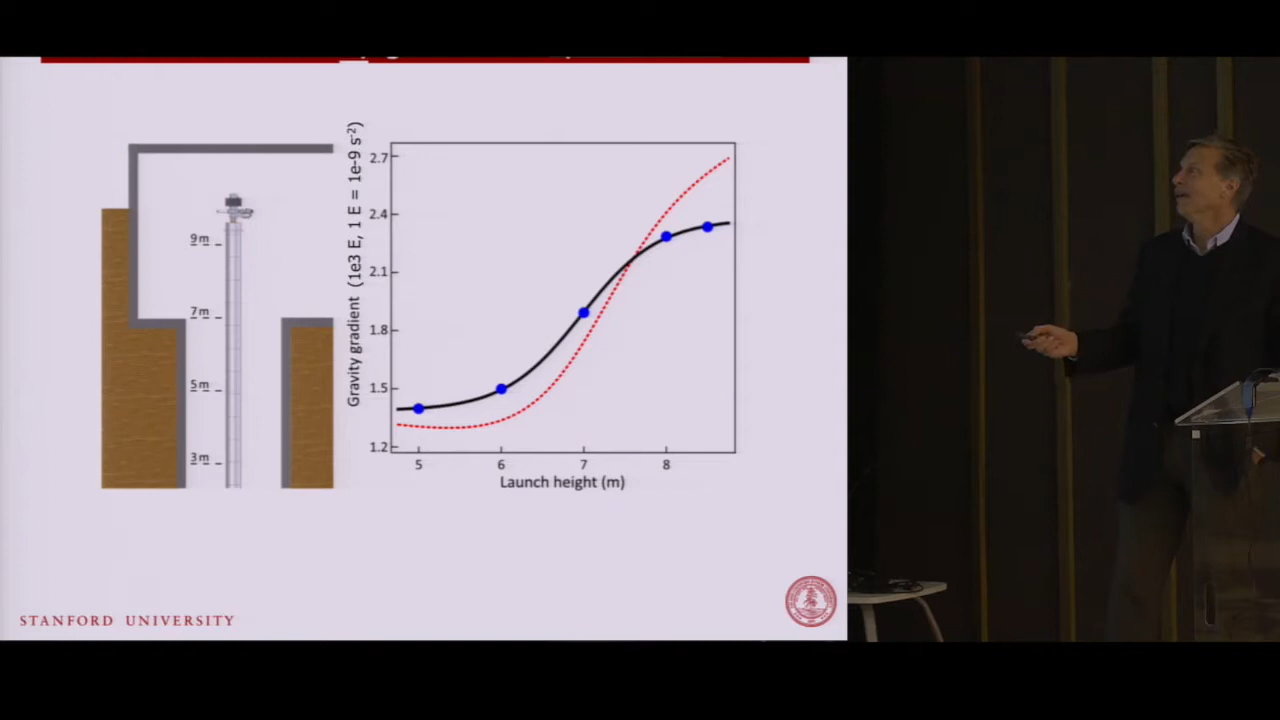 9m
7m
5m
3m
Gravity gradient (1e3 E, 1 E = 1e-9 s⁻²)
2.7
2.4
2.1
1.8
1.5
1.2
5 6 7 8
Launch height (m)
STANFORD UNIVERSITY